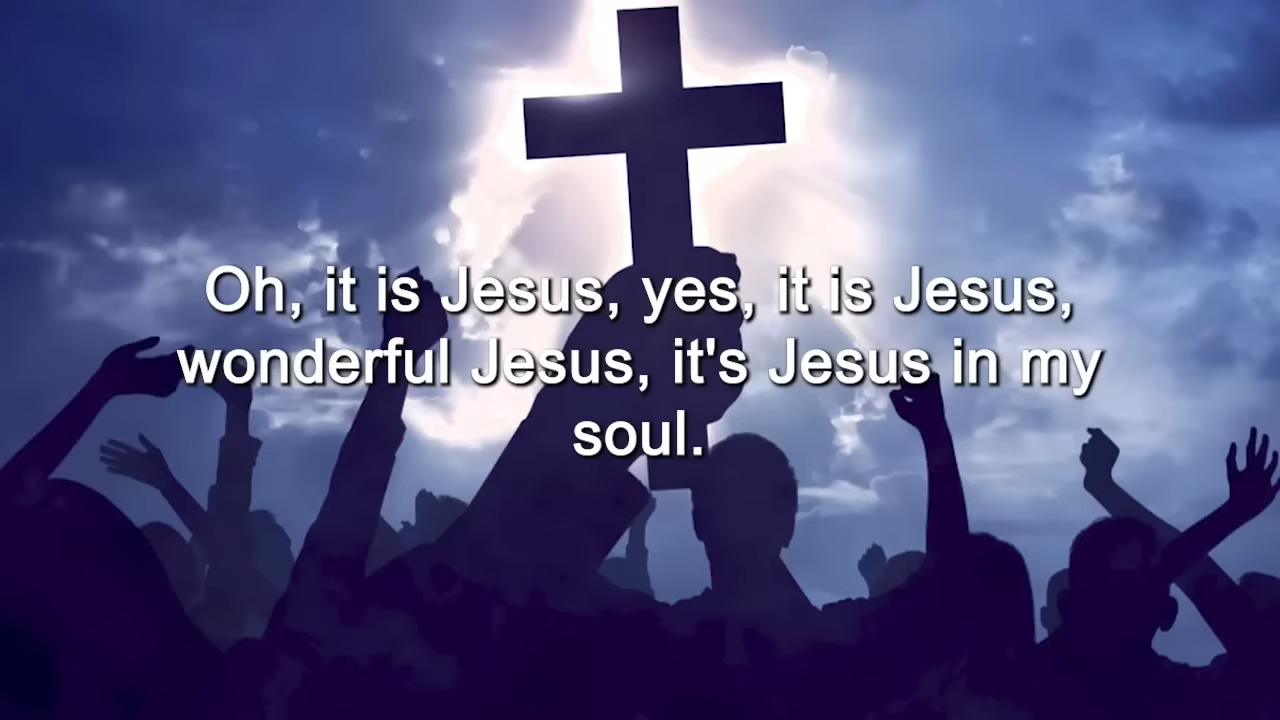 Oh, it is Jesus, yes, it is Jesus,
wonderful Jesus, it's Jesus in my
soul.